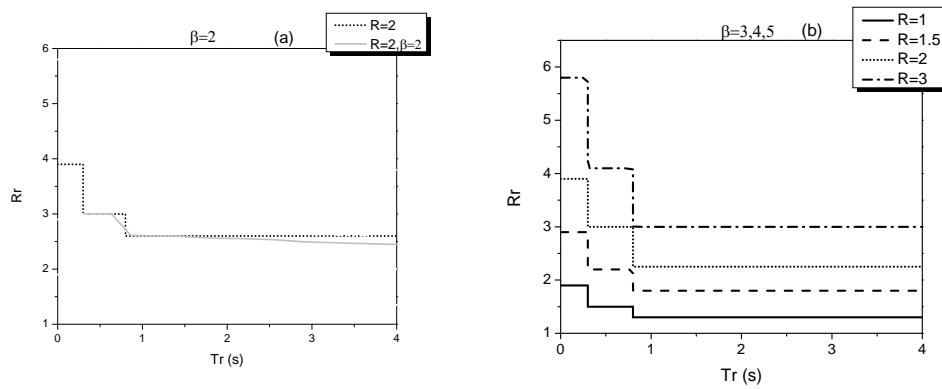 β=2 (a)
R=2
R=2,β=2
6
5
4
3
2
1
Rr
0 1 2 3 4
Tr (s)
β=3,4,5 (b)
R=1
R=1.5
R=2
R=3
6
5
4
3
2
1
Rr
0 1 2 3 4
Tr (s)